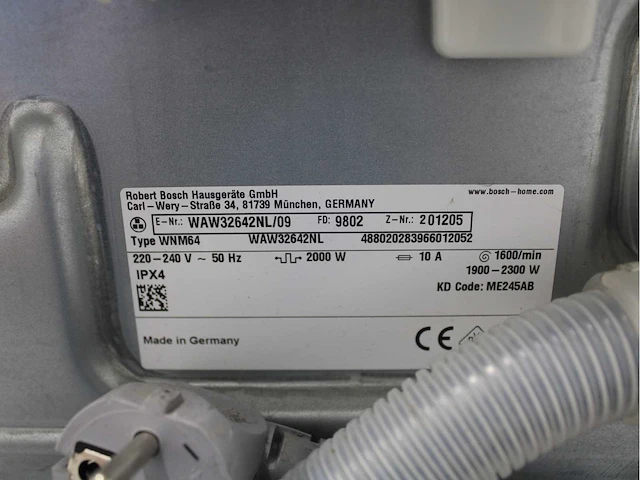 Robert Bosch Hausgeräte GmbH www.bosch-home.com
Carl-Wery-Straße 34, 81739 München, GERMANY
E-Nr.: WAW32642NL/09 FD: 9802 Z-Nr.: 201205
Type WNM64 WAW32642NL 488020283966012052
220-240 V ~ 50 Hz 2000 W 10 A 1600/min
IPX4 1900-2300 W
KD Code: ME245AB
Made in Germany CE